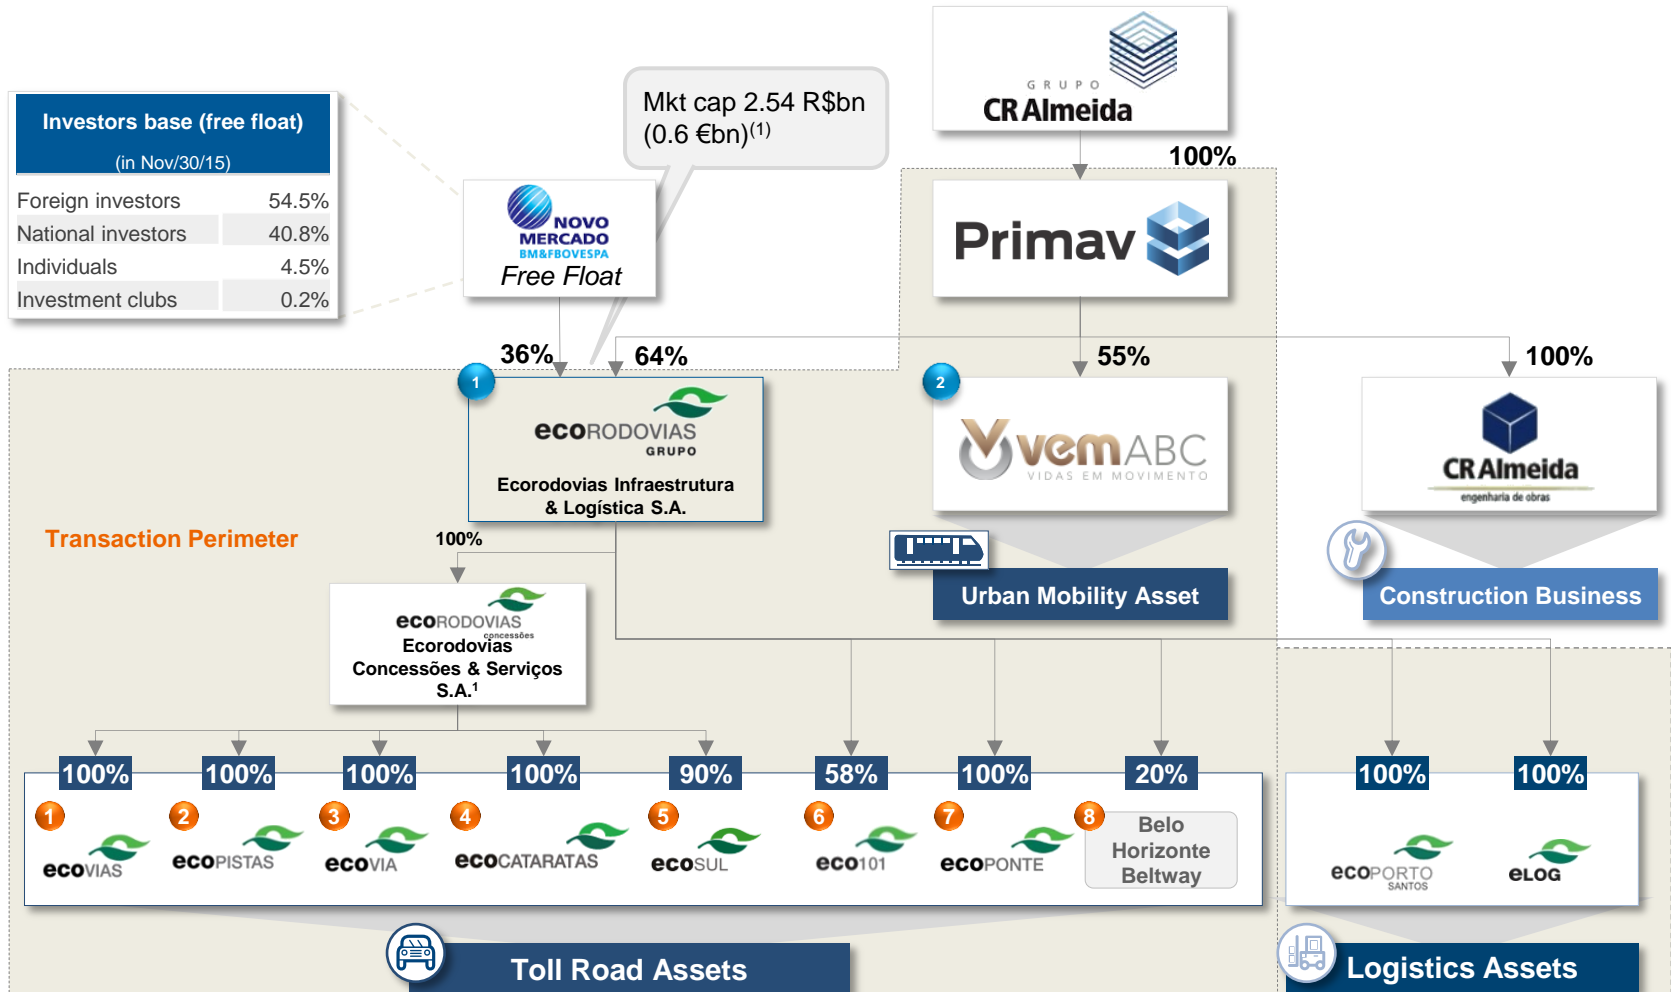 GRUPO
CR Almeida
100%
Investors base (free float)
(in Nov/30/15)
Foreign investors 54.5%
National investors 40.8%
Individuals 4.5%
Investment clubs 0.2%
Mkt cap 2.54 R$bn
(0.6 €bn)(1)
NOVO
MERCADO
BM&FBOVESPA
Free Float
Primav
36%
64%
55%
100%
1
ecoRODOVIAS
GRUPO
Ecorodovias Infraestrutura
& Logística S.A.
2
vemABC
VIDAS EM MOVIMENTO
CR Almeida
engenharia de obras
Transaction Perimeter
100%
Urban Mobility Asset
Construction Business
ecoRODOVIAS
concessões
Ecorodovias
Concessões & Serviços
S.A.1
100% 100% 100% 100% 90% 58% 100% 20% 100% 100%
1 ecoVIAS
2 ecoPISTAS
3 ecoVIA
4 ecoCATARATAS
5 ecoSUL
6 eco101
7 ecoPONTE
8
Belo
Horizonte
Beltway
ecoPORTO
SANTOS
eLOG
Toll Road Assets
Logistics Assets